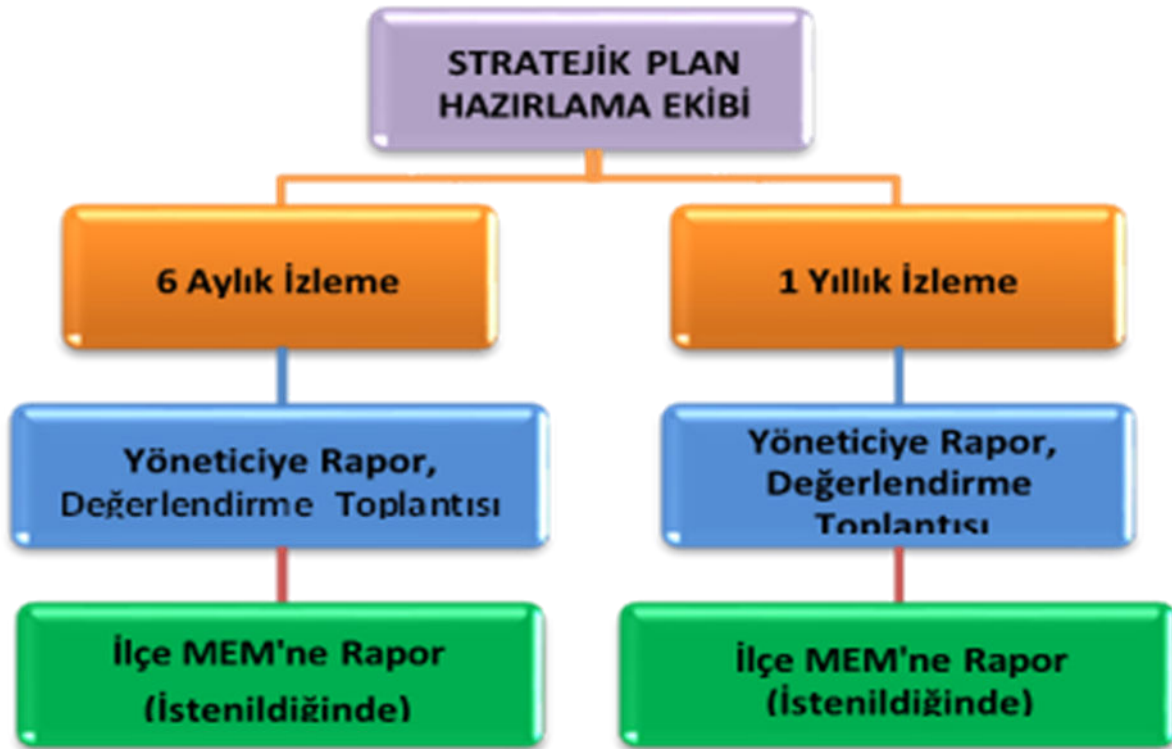 STRATEJİK PLAN
HAZIRLAMA EKİBİ
6 Aylık İzleme
1 Yıllık İzleme
Yöneticiye Rapor,
Değerlendirme Toplantısı
Yöneticiye Rapor,
Değerlendirme
Toplantısı
İlçe MEM'ne Rapor
(İstenildiğinde)
İlçe MEM'ne Rapor
(İstenildiğinde)